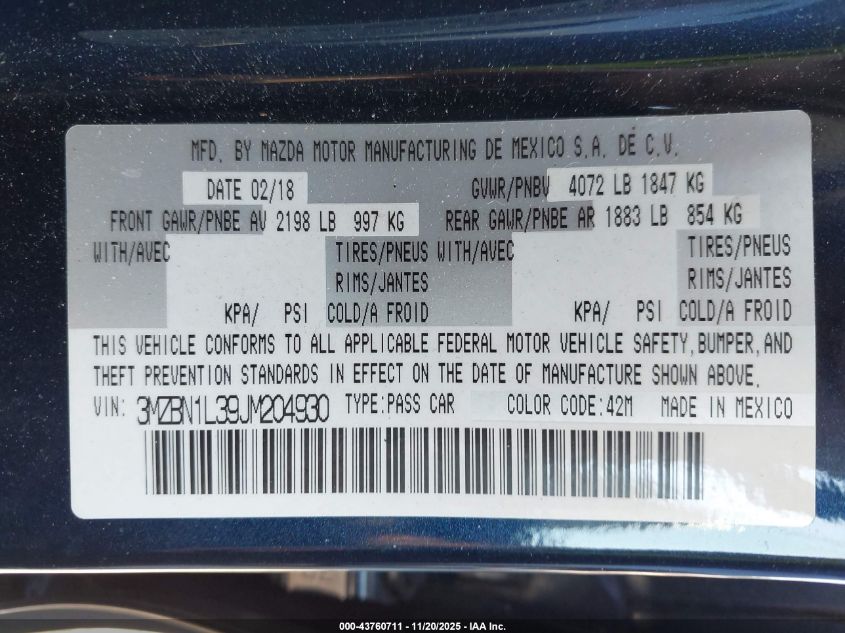 MFD. BY MAZDA MOTOR MANUFACTURING DE MEXICO S.A. DE C.V.
DATE 02/18 GVWR/PNBV 4072 LB 1847 KG
FRONT GAWR/PNBE AV 2198 LB 997 KG REAR GAWR/PNBE AR 1883 LB 854 KG
WITH/AVEC TIRES/PNEUS WITH/AVEC TIRES/PNEUS
RIMS/JANTES RIMS/JANTES
KPA/ PSI COLD/A FROID KPA/ PSI COLD/A FROID
THIS VEHICLE CONFORMS TO ALL APPLICABLE FEDERAL MOTOR VEHICLE SAFETY, BUMPER, AND
THEFT PREVENTION STANDARDS IN EFFECT ON THE DATE OF MANUFACTURE SHOWN ABOVE.
VIN: 3MZBN1L39JM204930 TYPE:PASS CAR COLOR CODE:42M MADE IN MEXICO
000-43760711 - 11/20/2025 - IAA Inc.